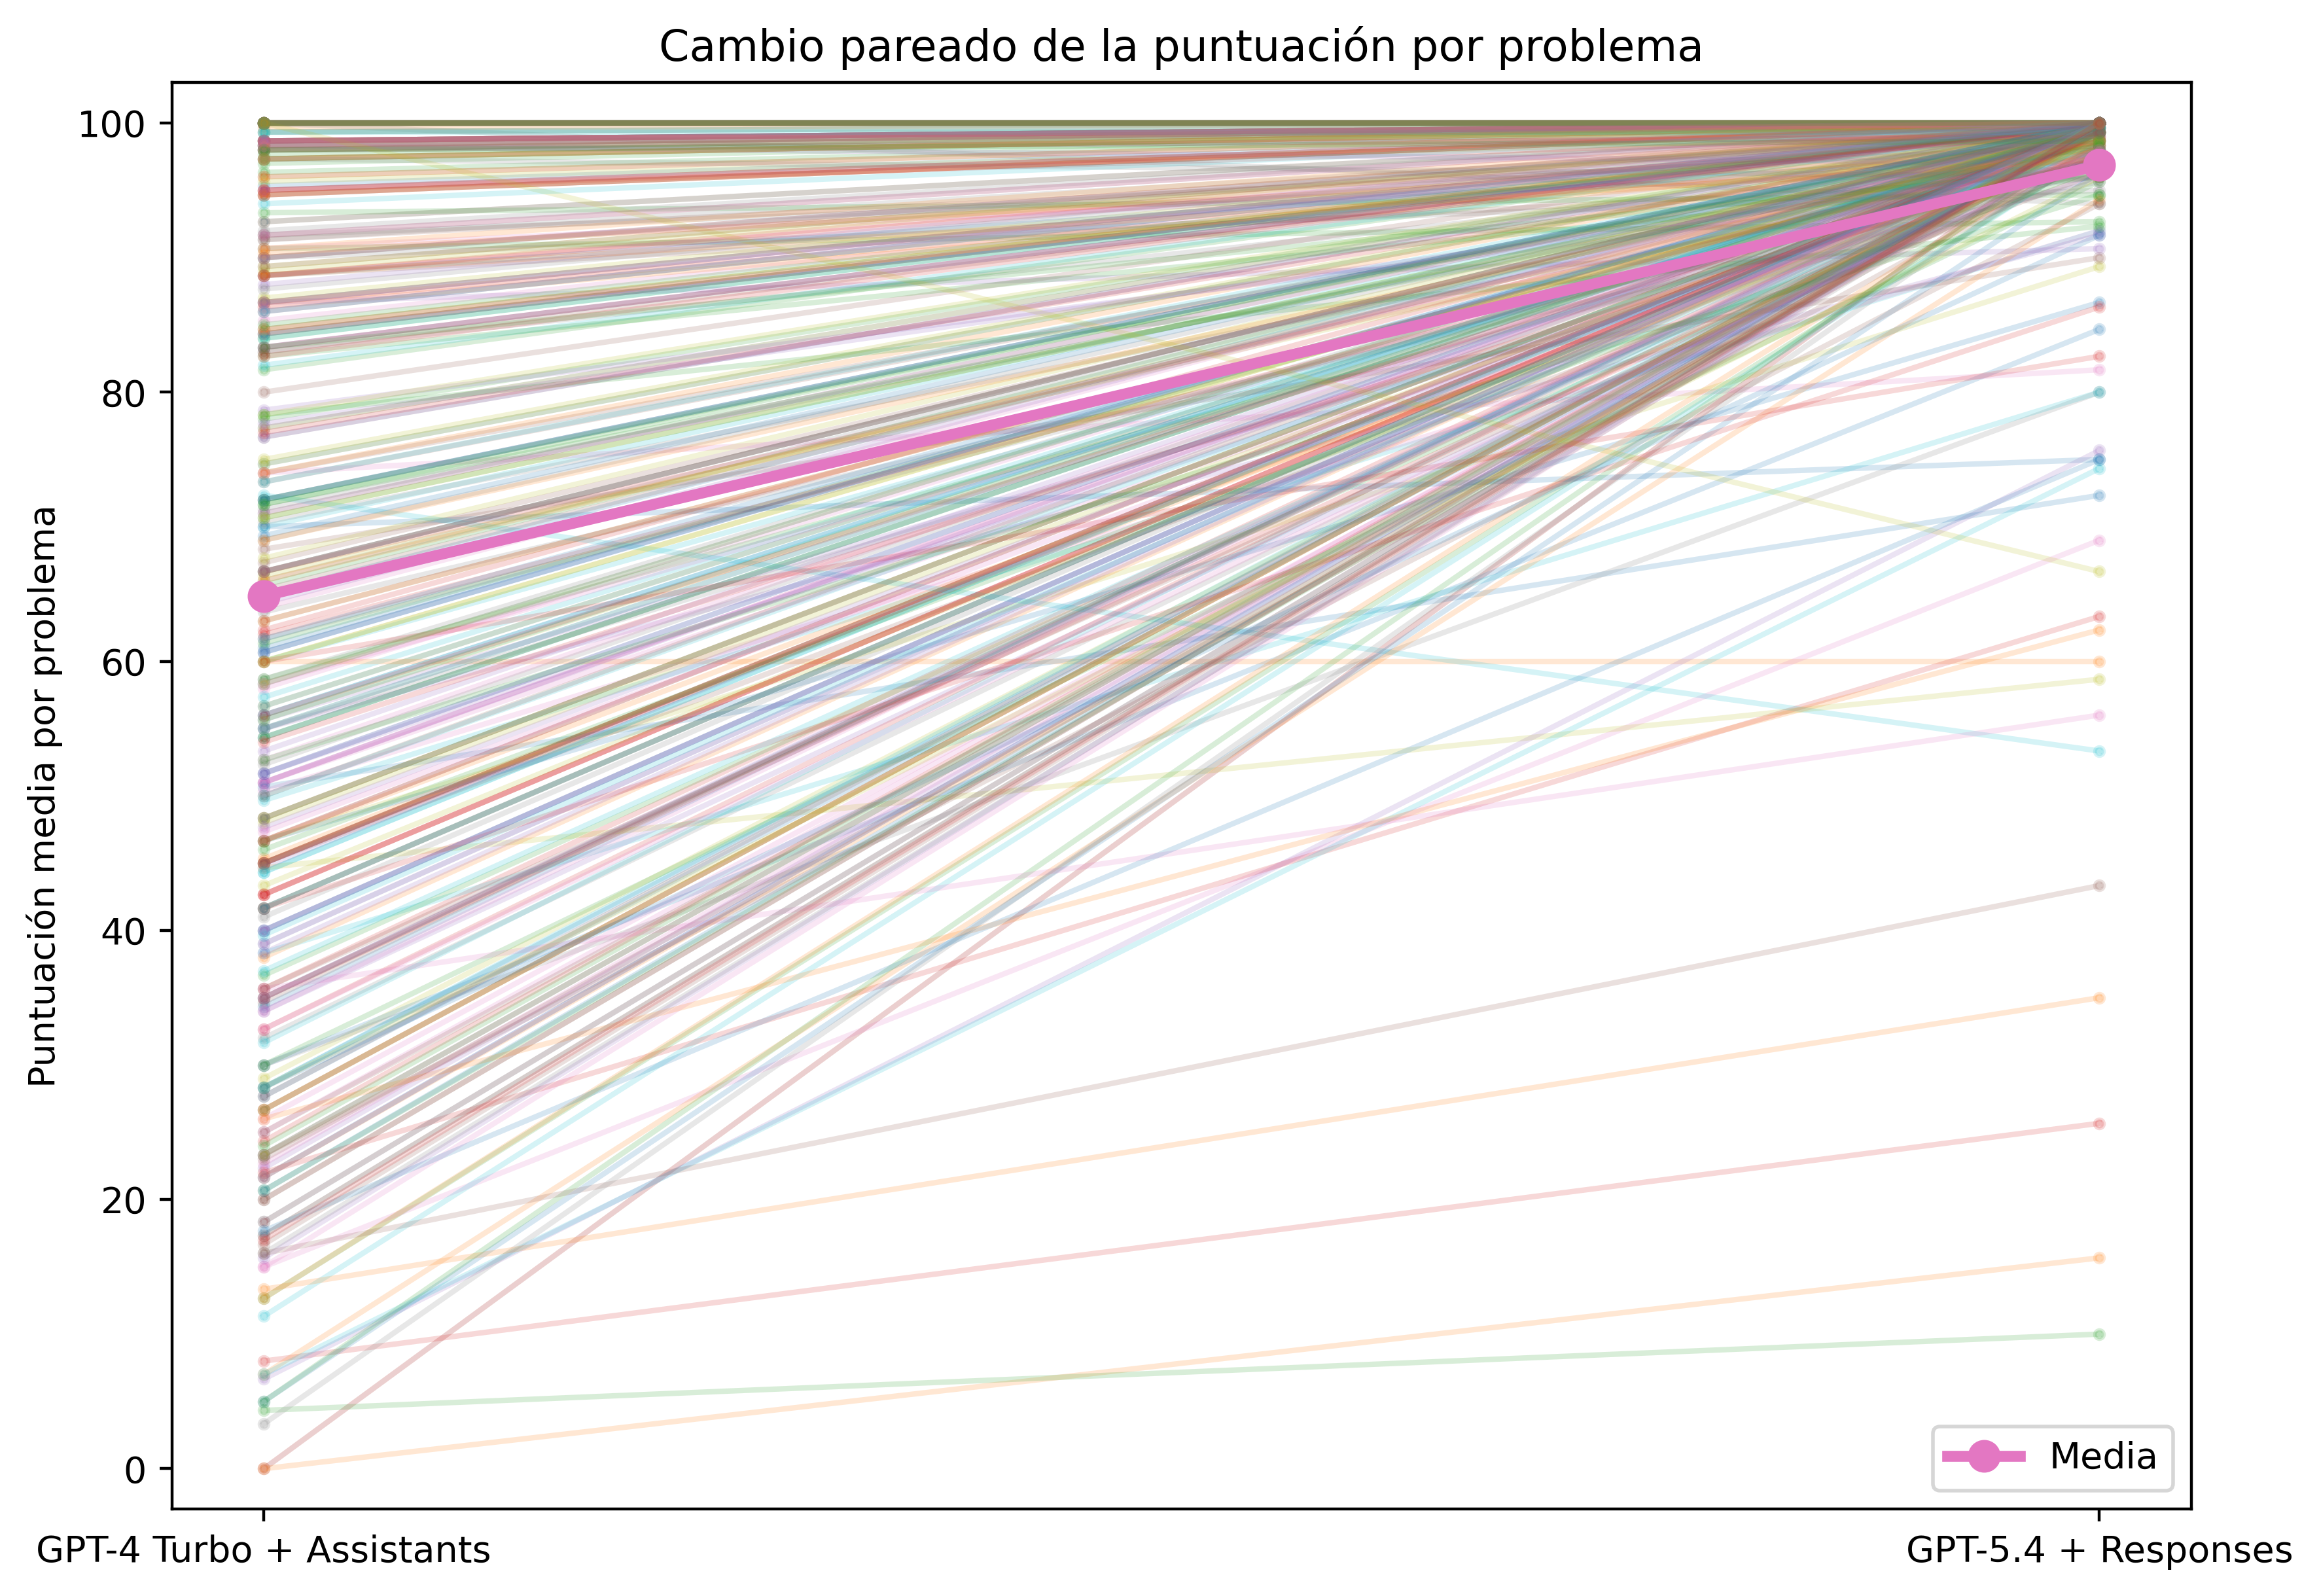 Cambio pareado de la puntuación por problema
Puntuación media por problema
100
80
60
40
20
0
Media
GPT-4 Turbo + Assistants
GPT-5.4 + Responses